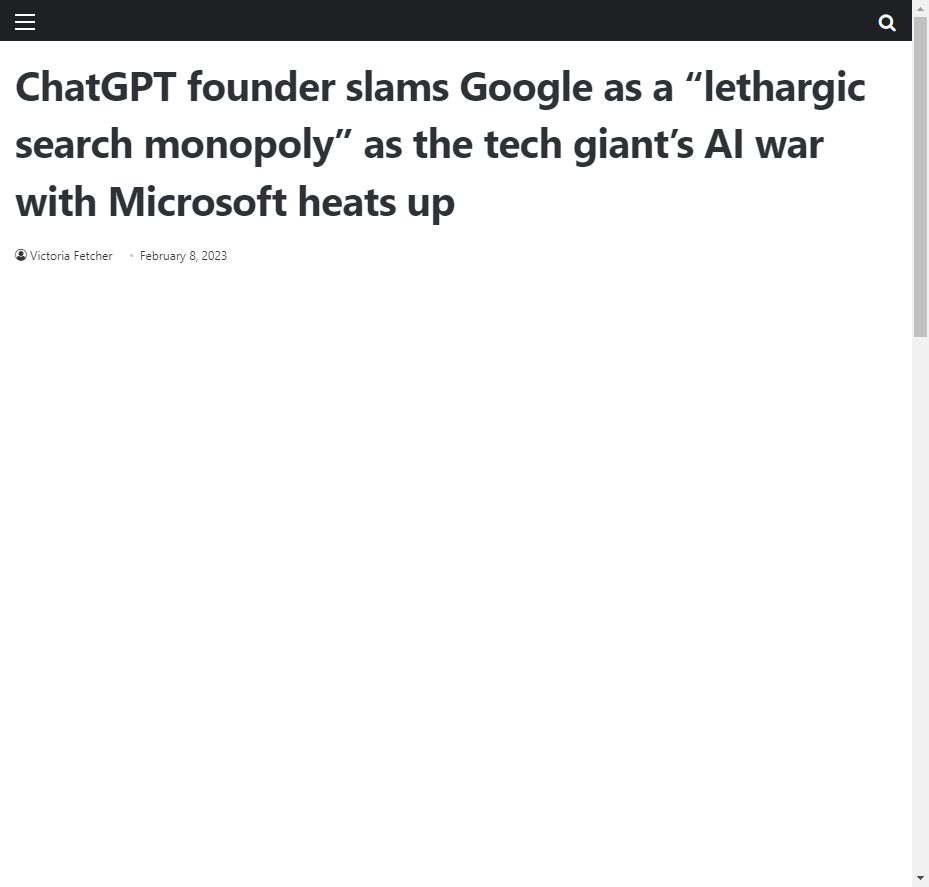 ChatGPT founder slams Google as a “lethargic
search monopoly” as the tech giant’s AI war
with Microsoft heats up
Victoria Fetcher • February 8, 2023